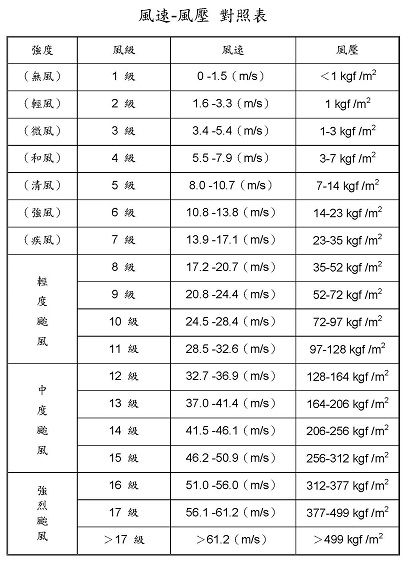 風速-風壓 對照表
強度 風級 風速 風壓
（無風） 1 級 0 -1.5（m/s） ＜1 kgf /m²
（輕風） 2 級 1.6 -3.3（m/s） 1 kgf /m²
（微風） 3 級 3.4 -5.4（m/s） 1-3 kgf /m²
（和風） 4 級 5.5 -7.9（m/s） 3-7 kgf /m²
（清風） 5 級 8.0 -10.7（m/s） 7-14 kgf /m²
（強風） 6 級 10.8 -13.8（m/s） 14-23 kgf /m²
（疾風） 7 級 13.9 -17.1（m/s） 23-35 kgf /m²
輕度颱風 8 級 17.2 -20.7（m/s） 35-52 kgf /m²
9 級 20.8 -24.4（m/s） 52-72 kgf /m²
10 級 24.5 -28.4（m/s） 72-97 kgf /m²
11 級 28.5 -32.6（m/s） 97-128 kgf /m²
中度颱風 12 級 32.7 -36.9（m/s） 128-164 kgf /m²
13 級 37.0 -41.4（m/s） 164-206 kgf /m²
14 級 41.5 -46.1（m/s） 206-256 kgf /m²
15 級 46.2 -50.9（m/s） 256-312 kgf /m²
強烈颱風 16 級 51.0 -56.0（m/s） 312-377 kgf /m²
17 級 56.1 -61.2（m/s） 377-499 kgf /m²
＞17 級 ＞61.2（m/s） ＞499 kgf /m²